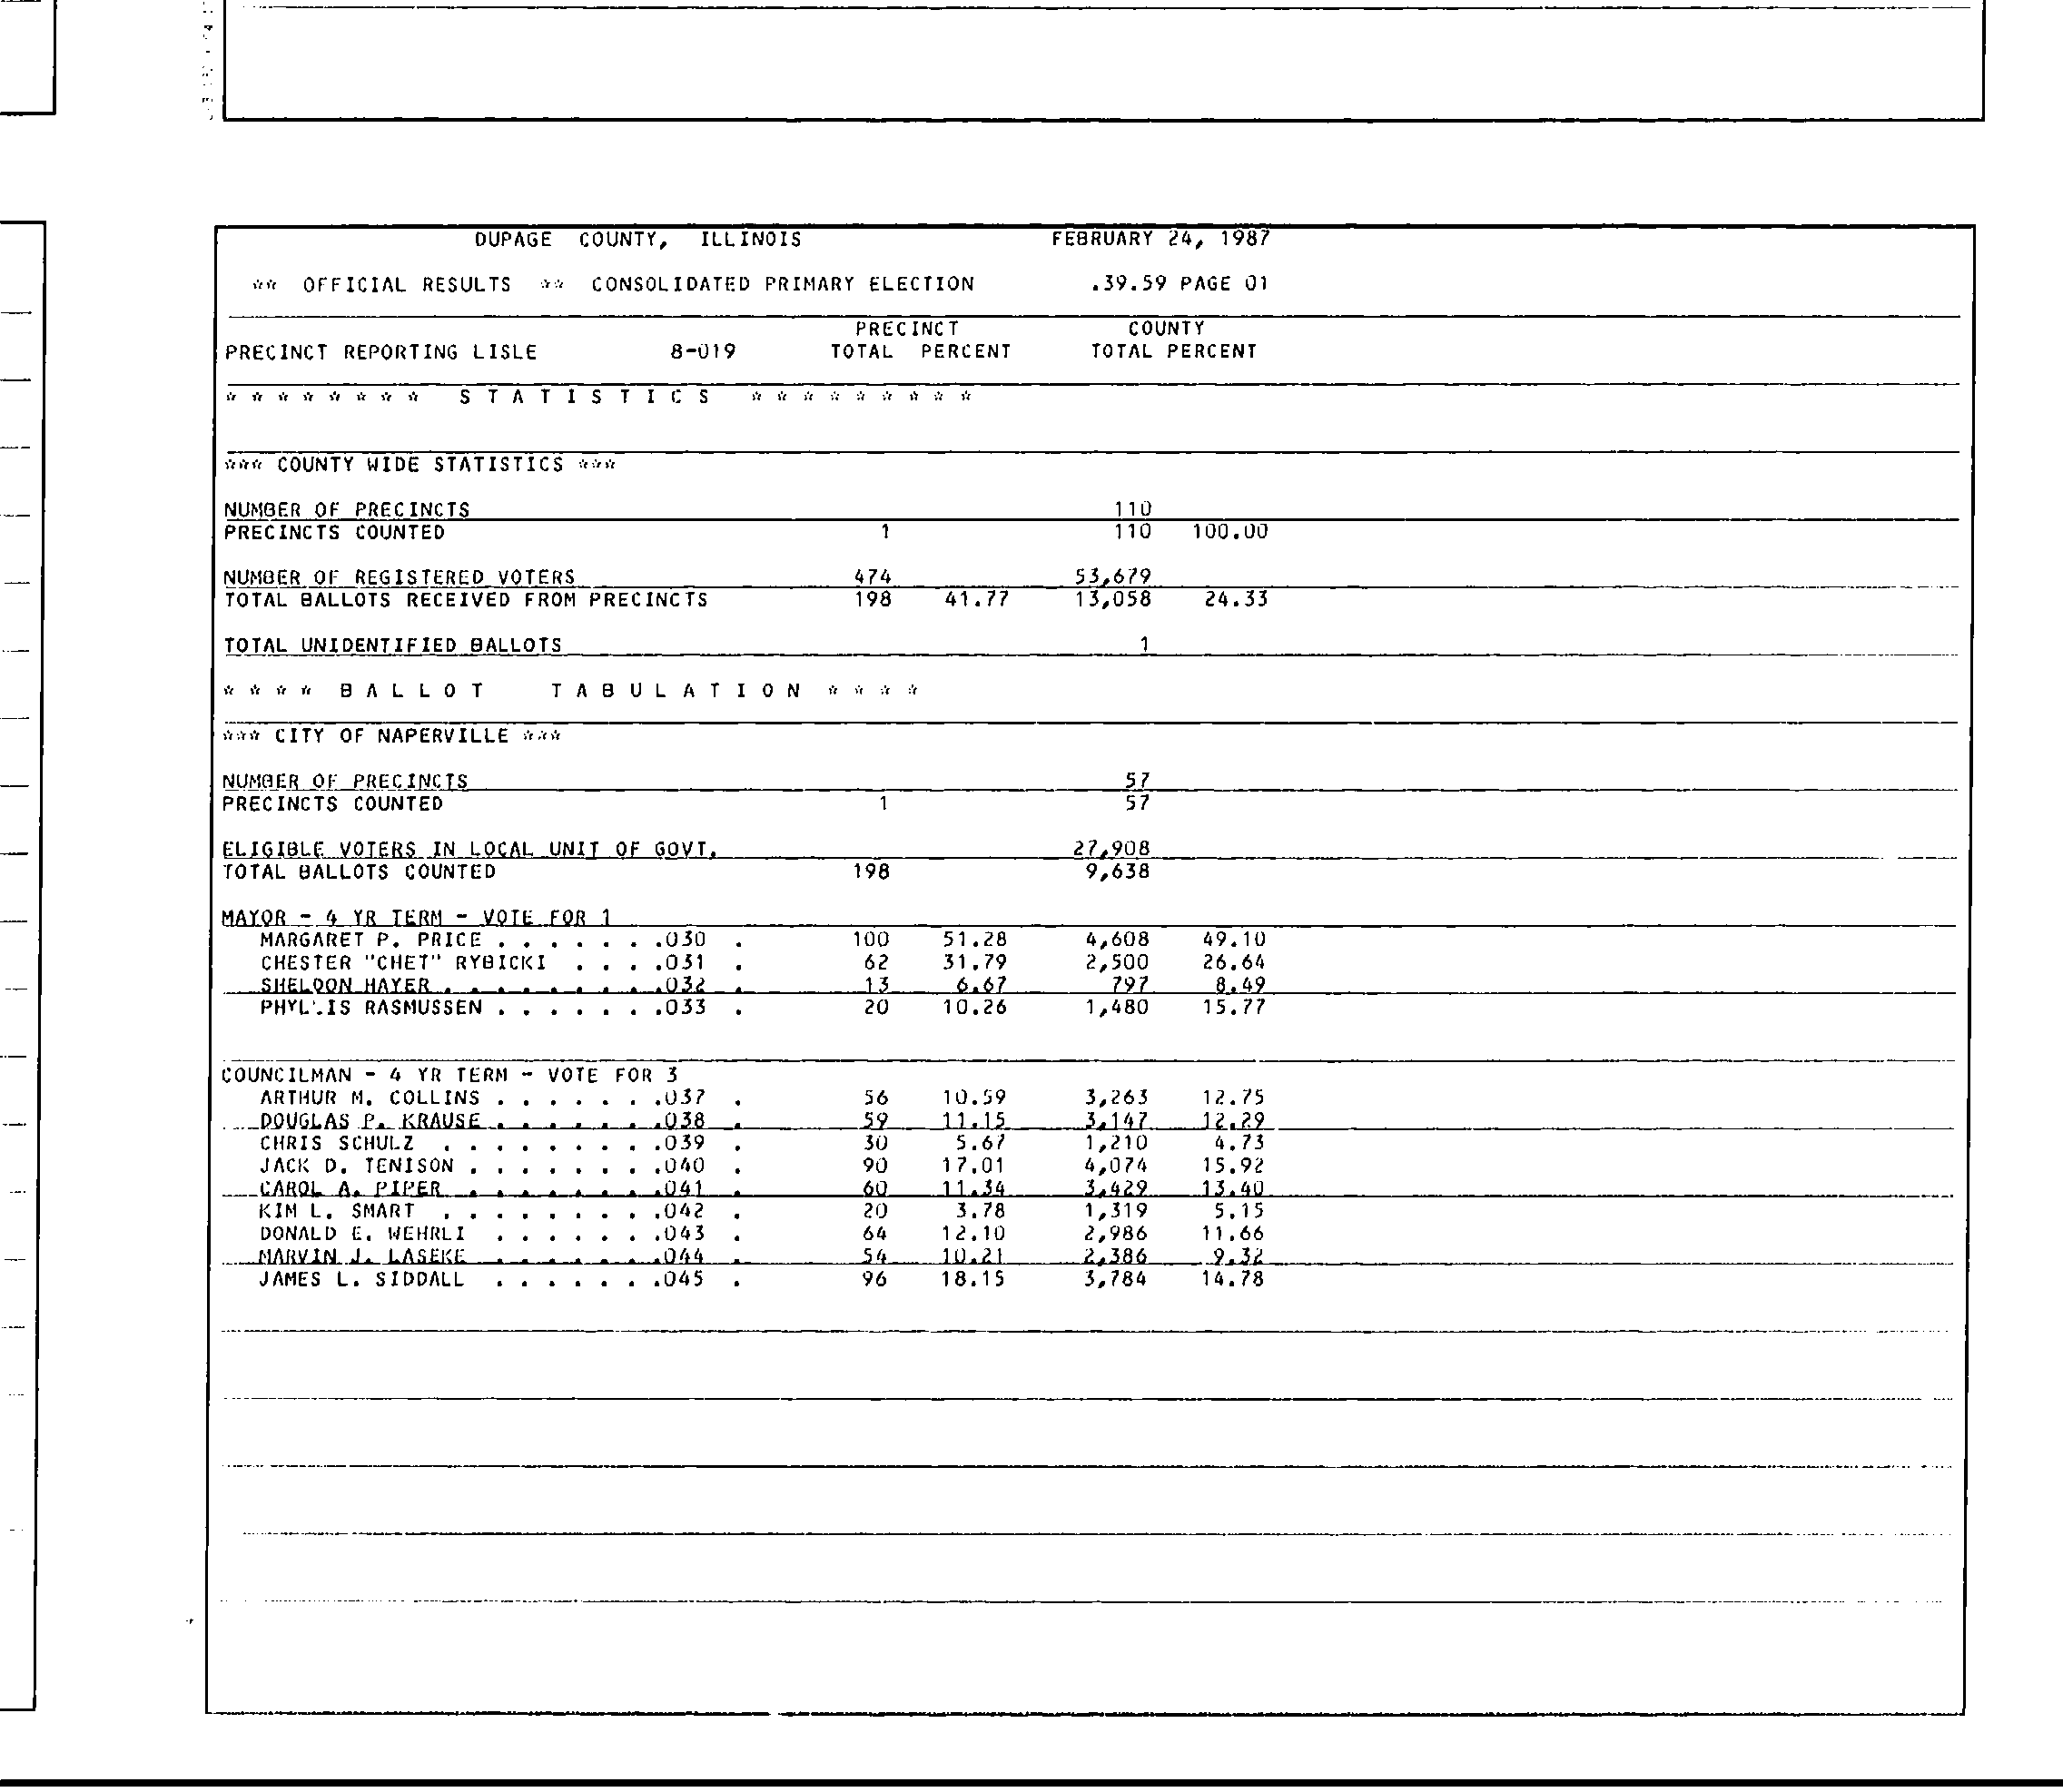 DUPAGE COUNTY, ILLINOIS FEBRUARY 24, 1987
** OFFICIAL RESULTS ** CONSOLIDATED PRIMARY ELECTION .39.59 PAGE 01
PRECINCT COUNTY
PRECINCT REPORTING LISLE 8-019 TOTAL PERCENT TOTAL PERCENT
* * * * * * * * S T A T I S T I C S * * * * * * * * *
*** COUNTY WIDE STATISTICS ***
NUMBER OF PRECINCTS 110
PRECINCTS COUNTED 1 110 100.00
NUMBER OF REGISTERED VOTERS 474 53,679
TOTAL BALLOTS RECEIVED FROM PRECINCTS 198 41.77 13,058 24.33
TOTAL UNIDENTIFIED BALLOTS 1
* * * * B A L L O T T A B U L A T I O N * * * *
*** CITY OF NAPERVILLE ***
NUMBER OF PRECINCTS 57
PRECINCTS COUNTED 1 57
ELIGIBLE VOTERS IN LOCAL UNIT OF GOVT. 27,908
TOTAL BALLOTS COUNTED 198 9,638
MAYOR - 4 YR TERM - VOTE FOR 1
MARGARET P. PRICE . . . . . . .030 . 100 51.28 4,608 49.10
CHESTER "CHET" RYBICKI . . . .031 . 62 31.79 2,500 26.64
SHELDON HAYER . . . . . . . . .032 . 13 6.67 797 8.49
PHYLLIS RASMUSSEN . . . . . . .033 . 20 10.26 1,480 15.77
COUNCILMAN - 4 YR TERM - VOTE FOR 3
ARTHUR M. COLLINS . . . . . . .037 . 56 10.59 3,263 12.75
DOUGLAS P. KRAUSE . . . . . . .038 . 59 11.15 3,147 12.29
CHRIS SCHULZ . . . . . . . . .039 . 30 5.67 1,210 4.73
JACK D. TENISON . . . . . . . .040 . 90 17.01 4,074 15.92
CAROL A. PIPER . . . . . . . .041 . 60 11.34 3,429 13.40
KIM L. SMART . . . . . . . . .042 . 20 3.78 1,319 5.15
DONALD E. WEHRLI . . . . . . .043 . 64 12.10 2,986 11.66
MARVIN J. LASEKE . . . . . . .044 . 54 10.21 2,386 9.32
JAMES L. SIDDALL . . . . . . .045 . 96 18.15 3,784 14.78